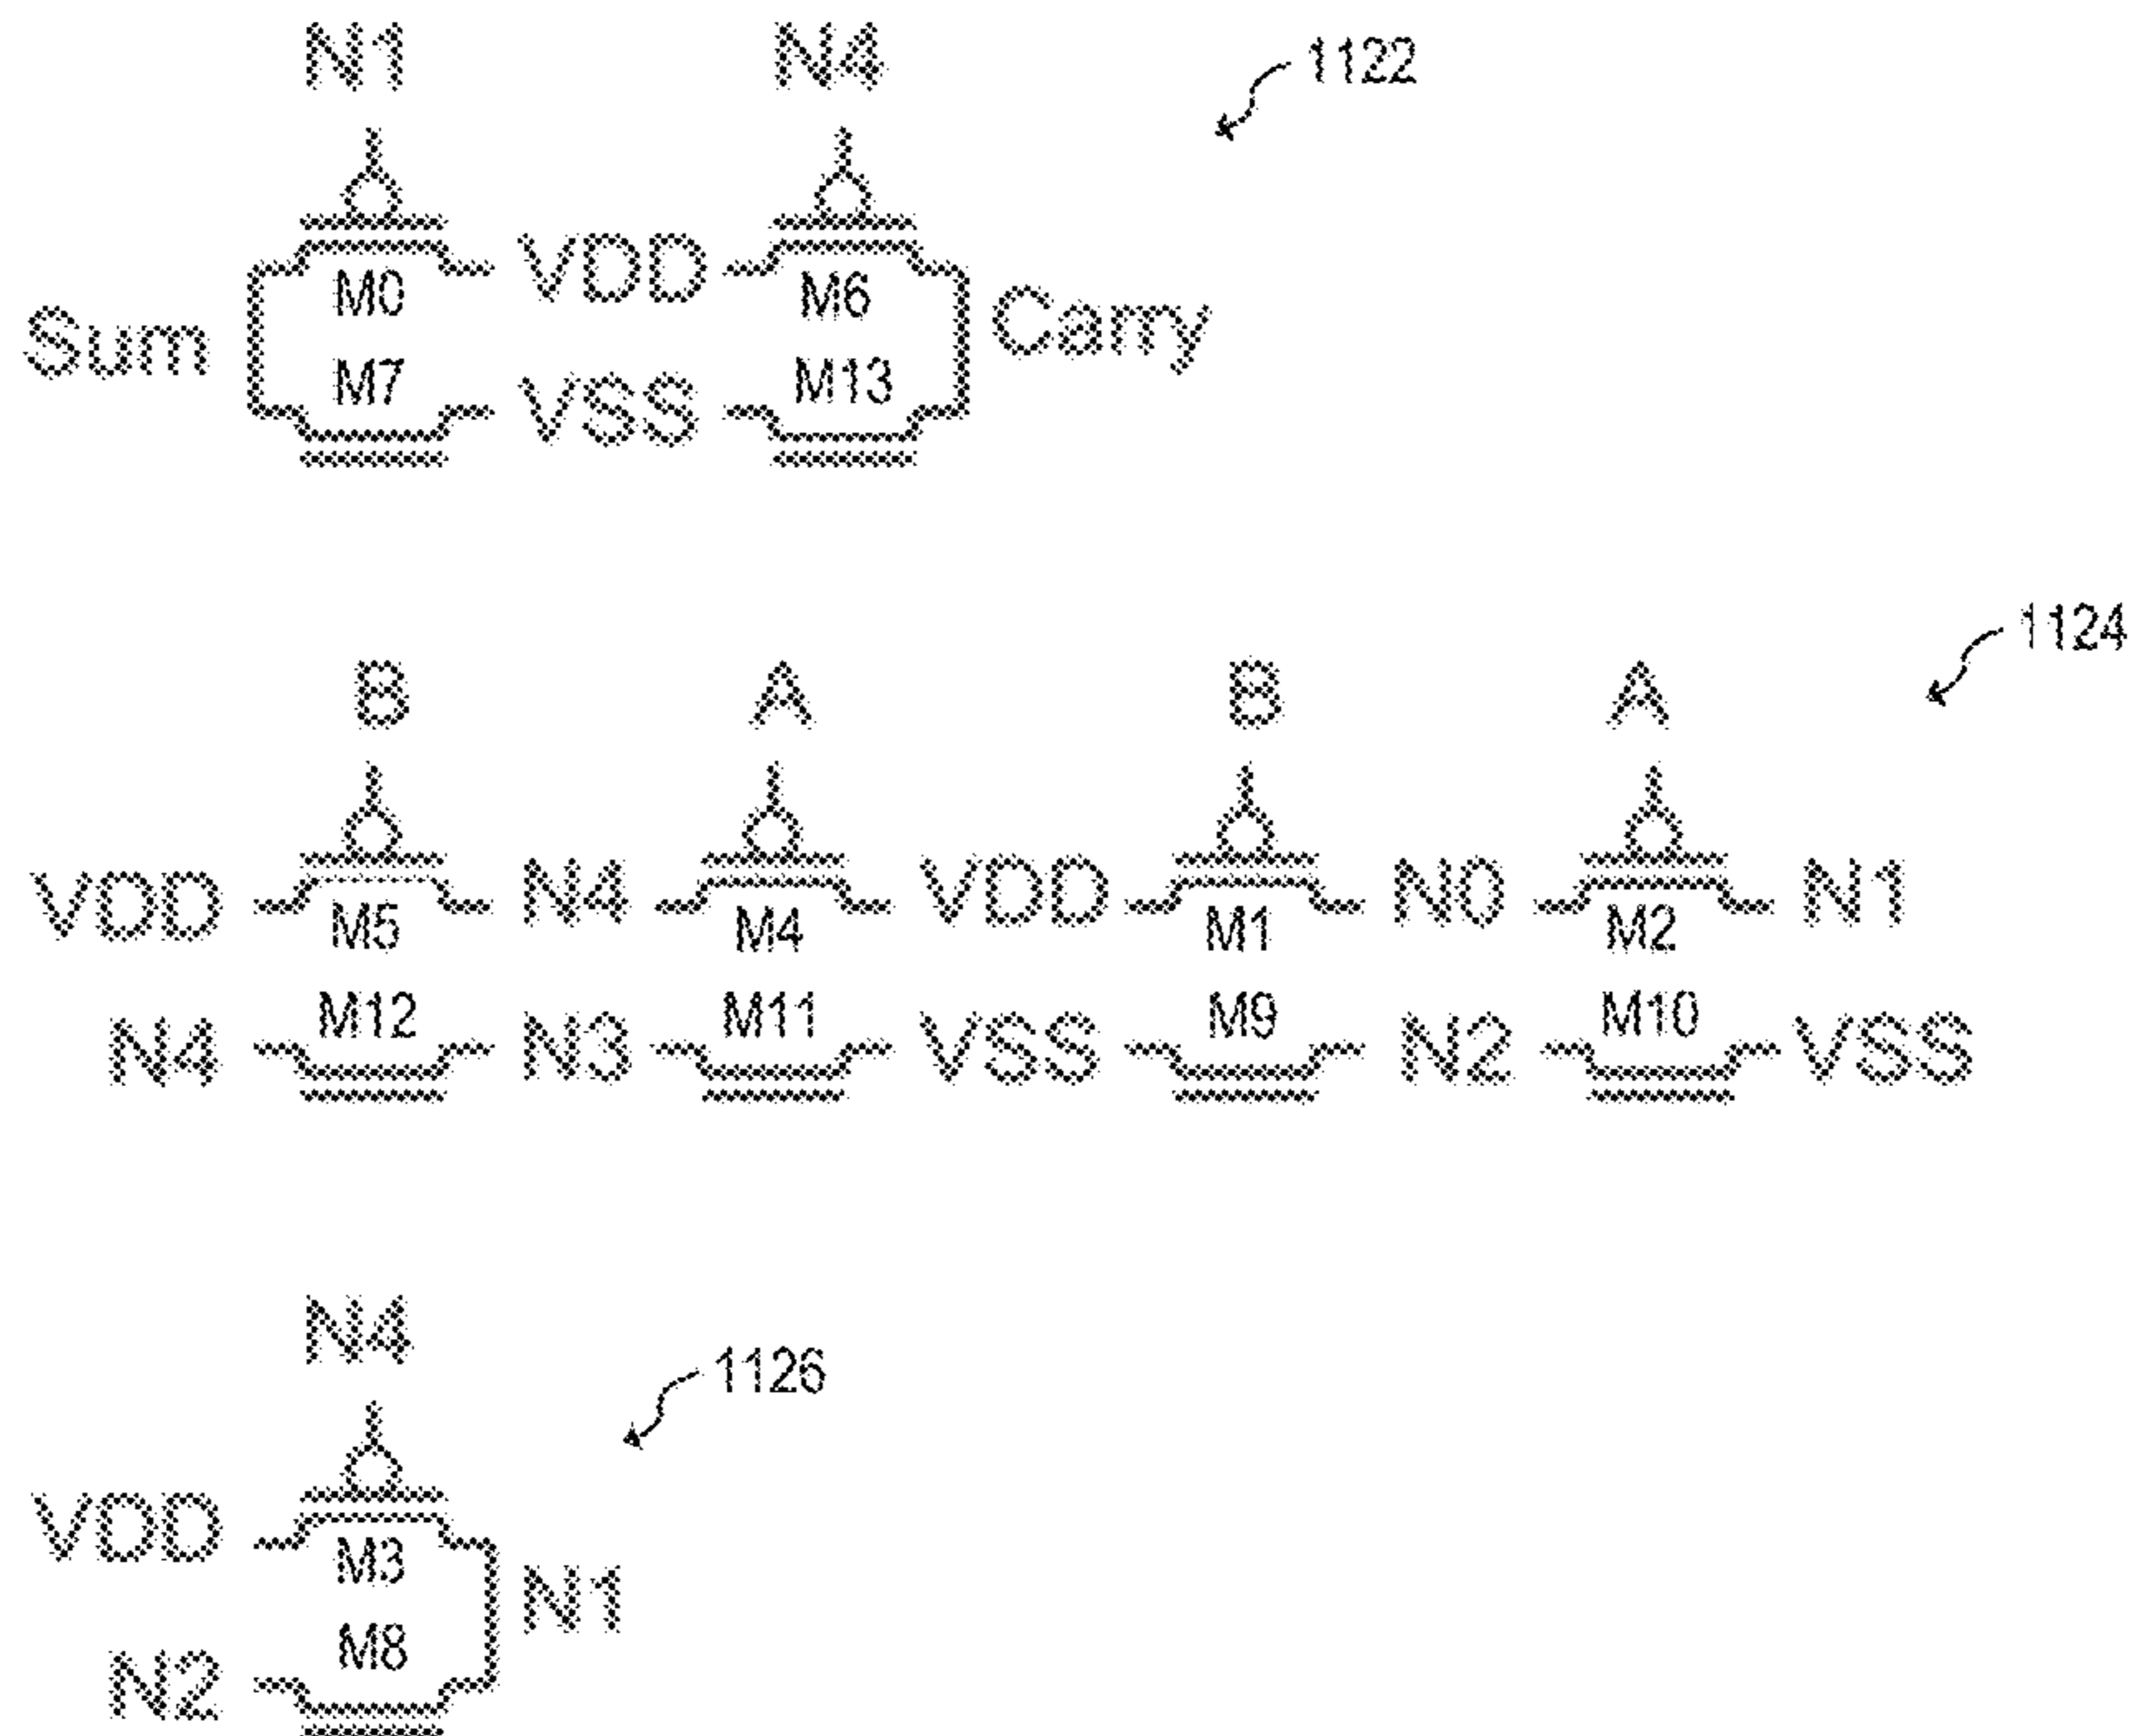 N1 N4 1122
VDD M0 M6
Sum Carry
M7 VSS M13
1124
B A B A
VDD N4 VDD N0 N1
M5 M4 M1 M2
M12 M11 M9 M10
N4 N3 VSS N2 VSS
N4 1126
VDD M3
N1
M8
N2